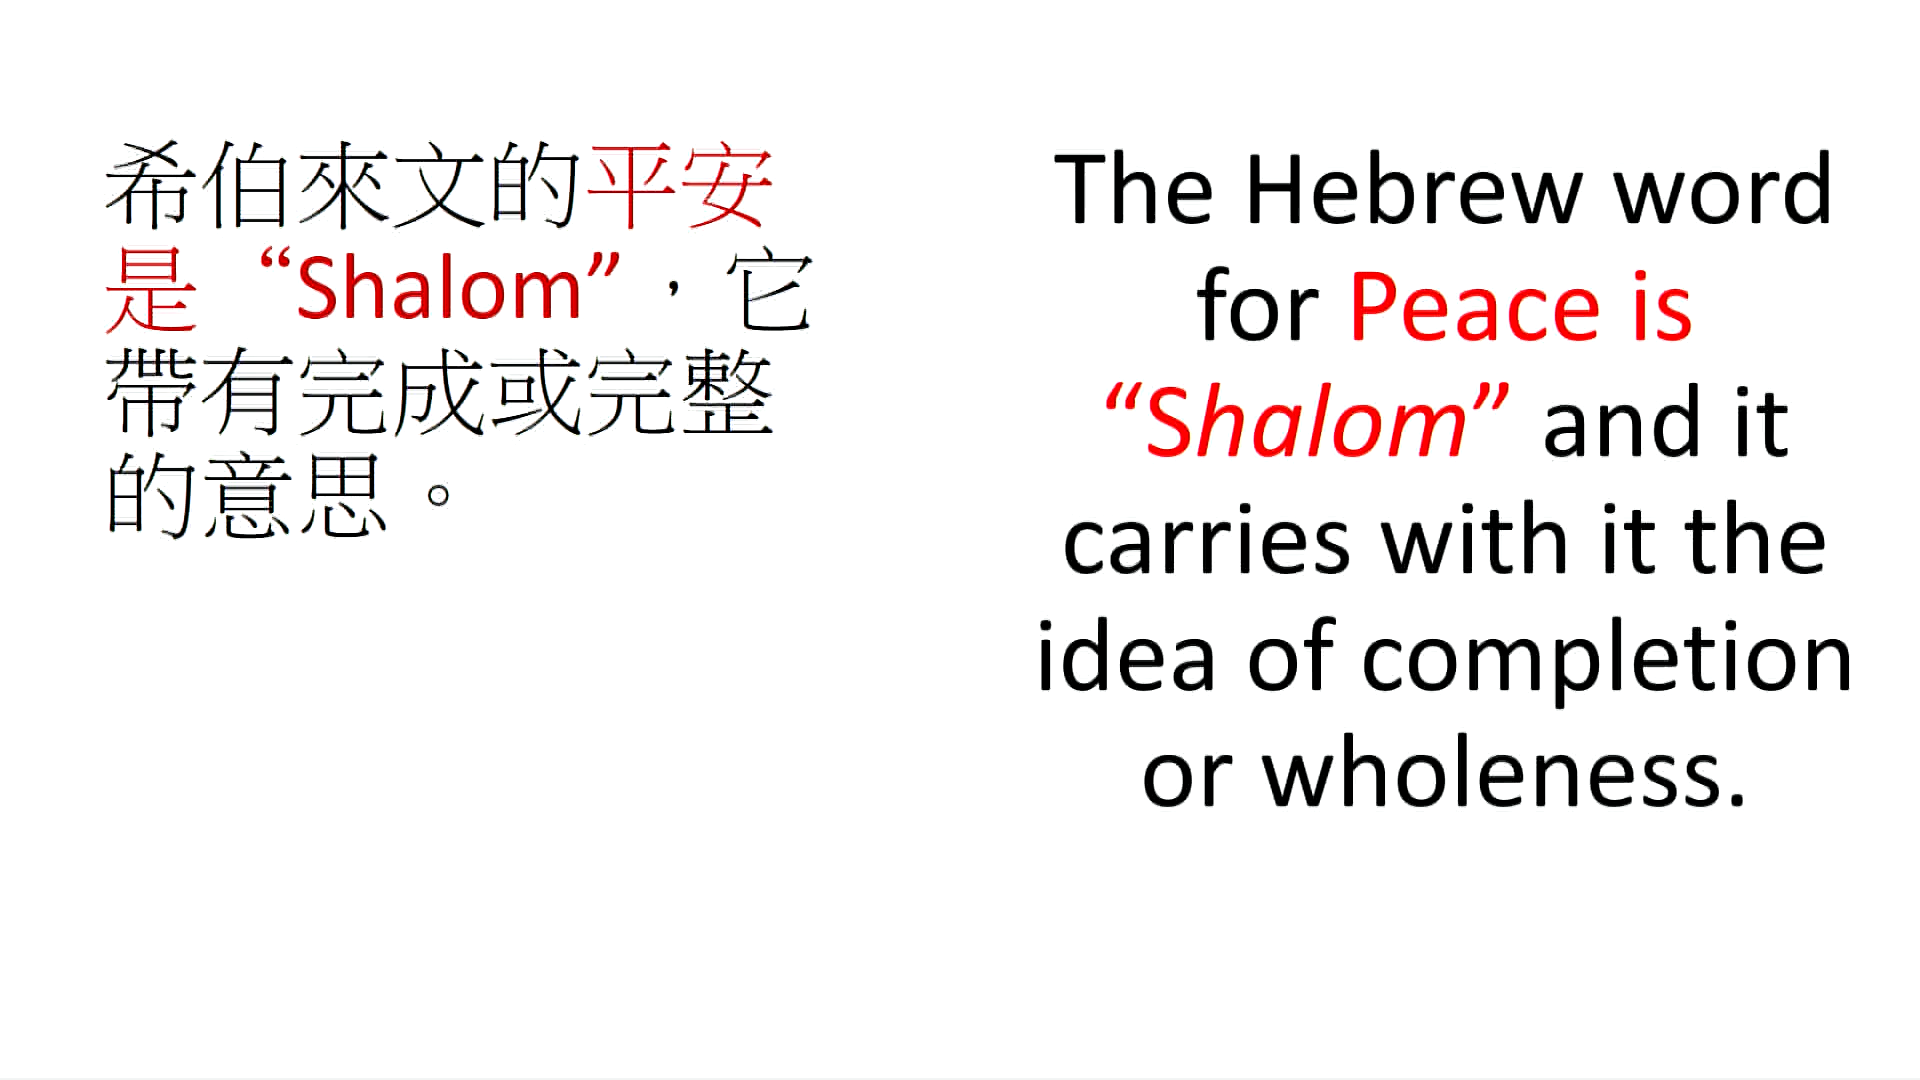 希伯來文的平安
是 “Shalom”，它
帶有完成或完整
的意思。
The Hebrew word
for Peace is
“Shalom” and it
carries with it the
idea of completion
or wholeness.